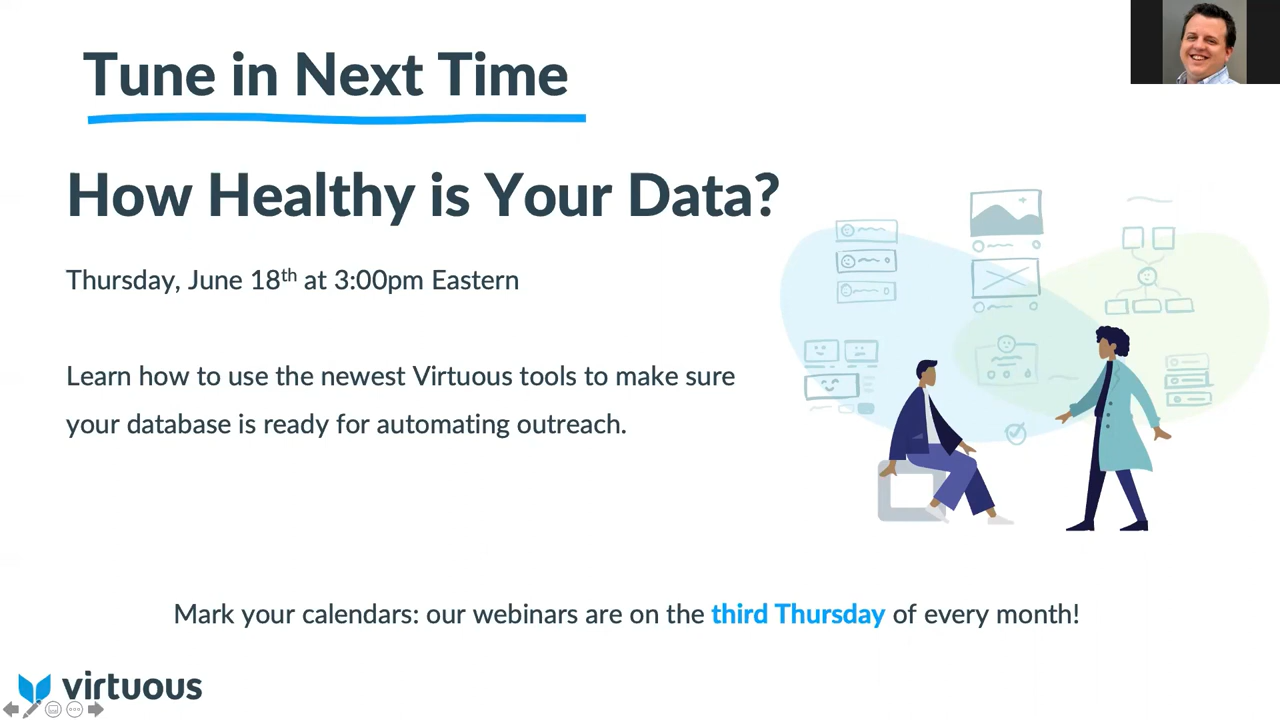 Tune in Next Time
How Healthy is Your Data?
Thursday, June 18th at 3:00pm Eastern
Learn how to use the newest Virtuous tools to make sure
your database is ready for automating outreach.
Mark your calendars: our webinars are on the third Thursday of every month!
virtuous